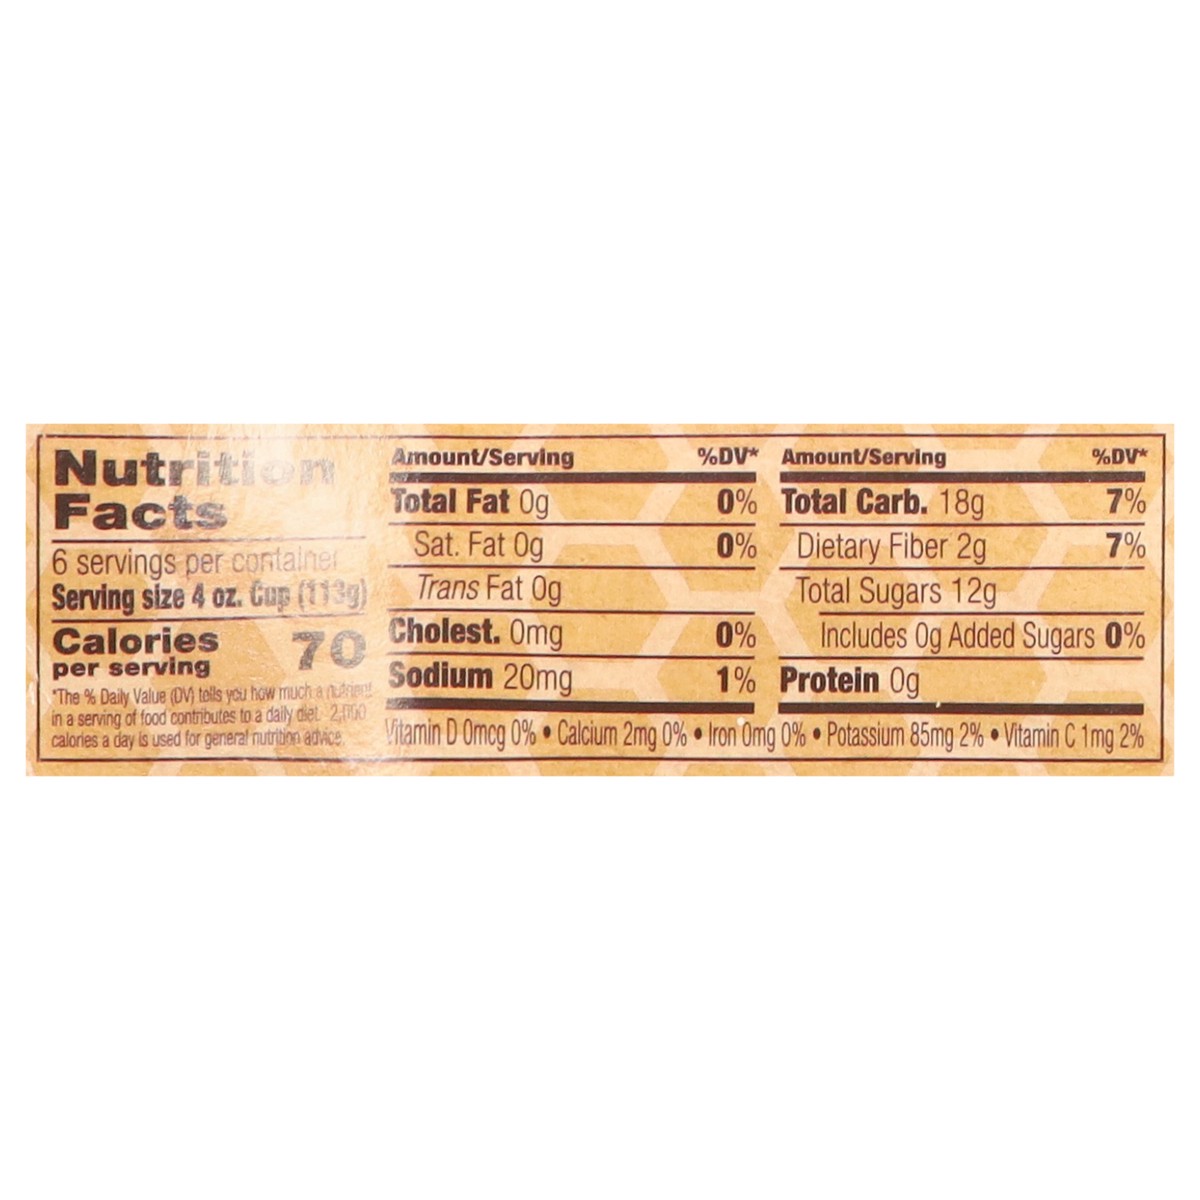 Nutrition
Facts
6 servings per container
Serving size 4 oz. Cup (113g)
Calories 70
per serving
*The % Daily Value (DV) tells you how much a nutrient
in a serving of food contributes to a daily diet. 2,000
calories a day is used for general nutrition advice.
Amount/Serving %DV*
Total Fat 0g 0%
Sat. Fat 0g 0%
Trans Fat 0g
Cholest. 0mg 0%
Sodium 20mg 1%
Amount/Serving %DV*
Total Carb. 18g 7%
Dietary Fiber 2g 7%
Total Sugars 12g
Includes 0g Added Sugars 0%
Protein 0g
Vitamin D 0mcg 0% • Calcium 2mg 0% • Iron 0mg 0% • Potassium 85mg 2% • Vitamin C 1mg 2%